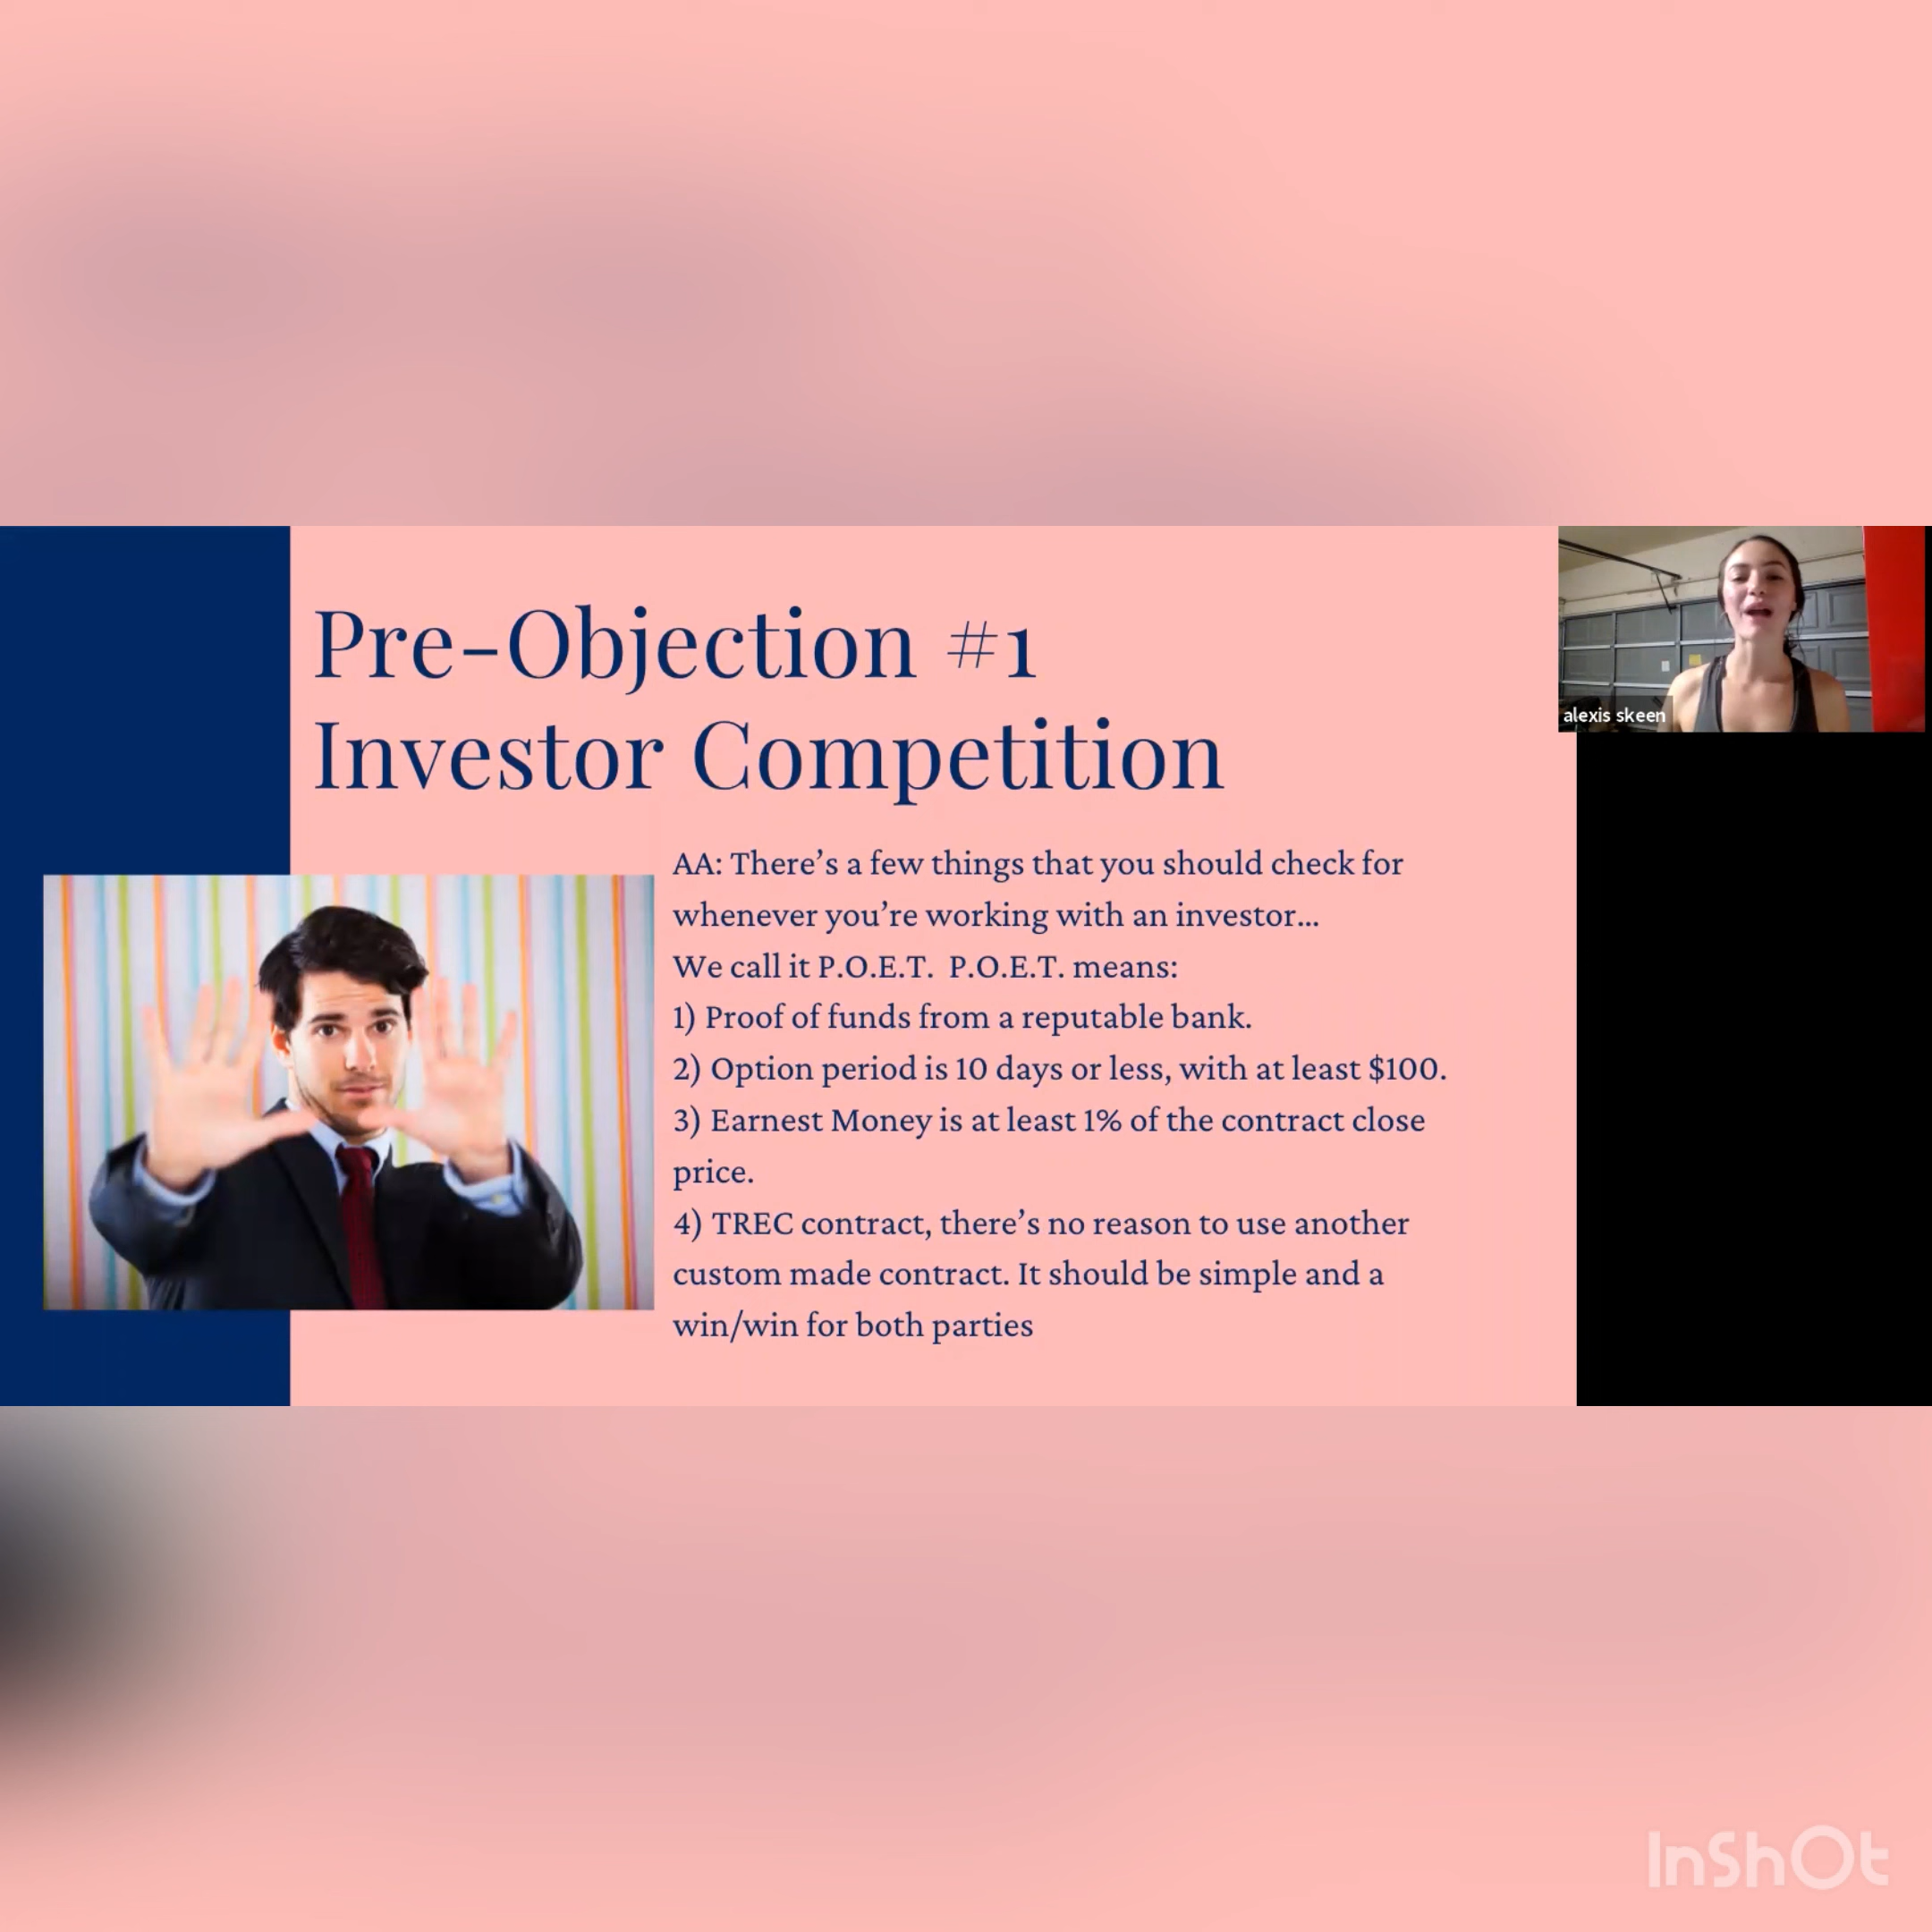 Pre-Objection #1
Investor Competition
alexis skeen
AA: There’s a few things that you should check for
whenever you’re working with an investor...
We call it P.O.E.T.  P.O.E.T. means:
1) Proof of funds from a reputable bank.
2) Option period is 10 days or less, with at least $100.
3) Earnest Money is at least 1% of the contract close
price.
4) TREC contract, there’s no reason to use another
custom made contract. It should be simple and a
win/win for both parties
InShOt